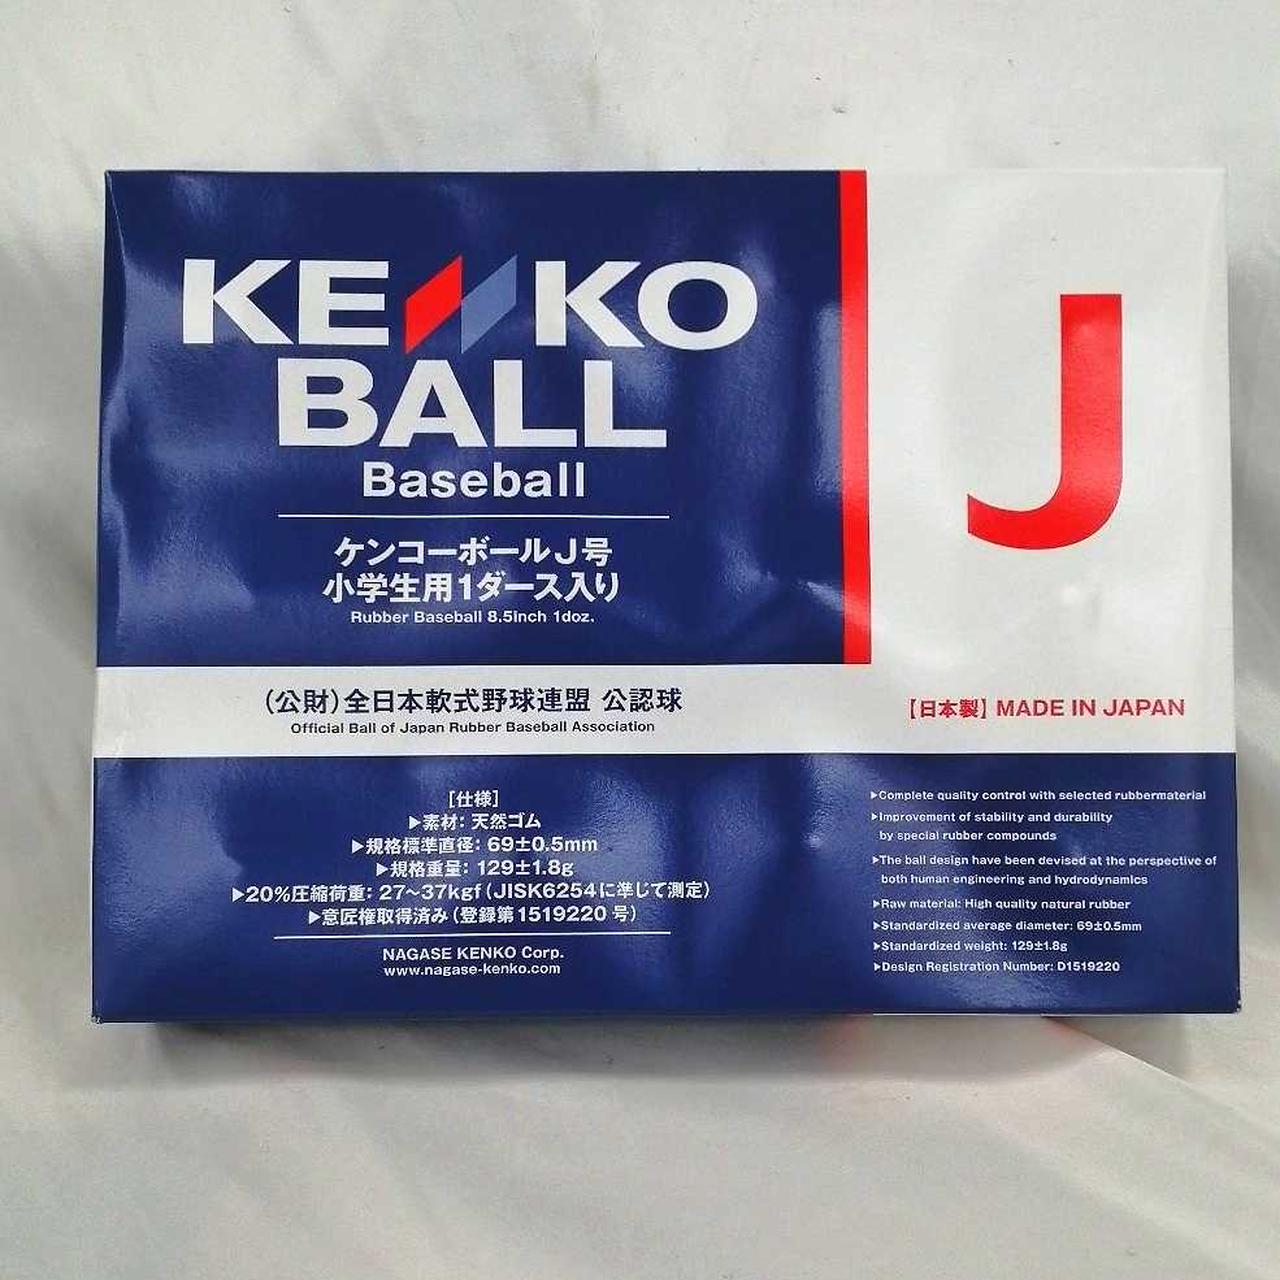 KENKO
BALL
Baseball
ケンコーボールJ号
小学生用1ダース入り
Rubber Baseball 8.5inch 1doz.
J
(公財)全日本軟式野球連盟 公認球
Official Ball of Japan Rubber Baseball Association
【日本製】MADE IN JAPAN
[仕様]
▶素材: 天然ゴム
▶規格標準直径: 69±0.5mm
▶規格重量: 129±1.8g
▶20%圧縮荷重: 27〜37kgf(JISK6254に準じて測定)
▶意匠権取得済み(登録第1519220号)
NAGASE KENKO Corp.
www.nagase-kenko.com
▶Complete quality control with selected rubbermaterial
▶Improvement of stability and durability
by special rubber compounds
▶The ball design have been devised at the perspective of
both human engineering and hydrodynamics
▶Raw material: High quality natural rubber
▶Standardized average diameter: 69±0.5mm
▶Standardized weight: 129±1.8g
▶Design Registration Number: D1519220